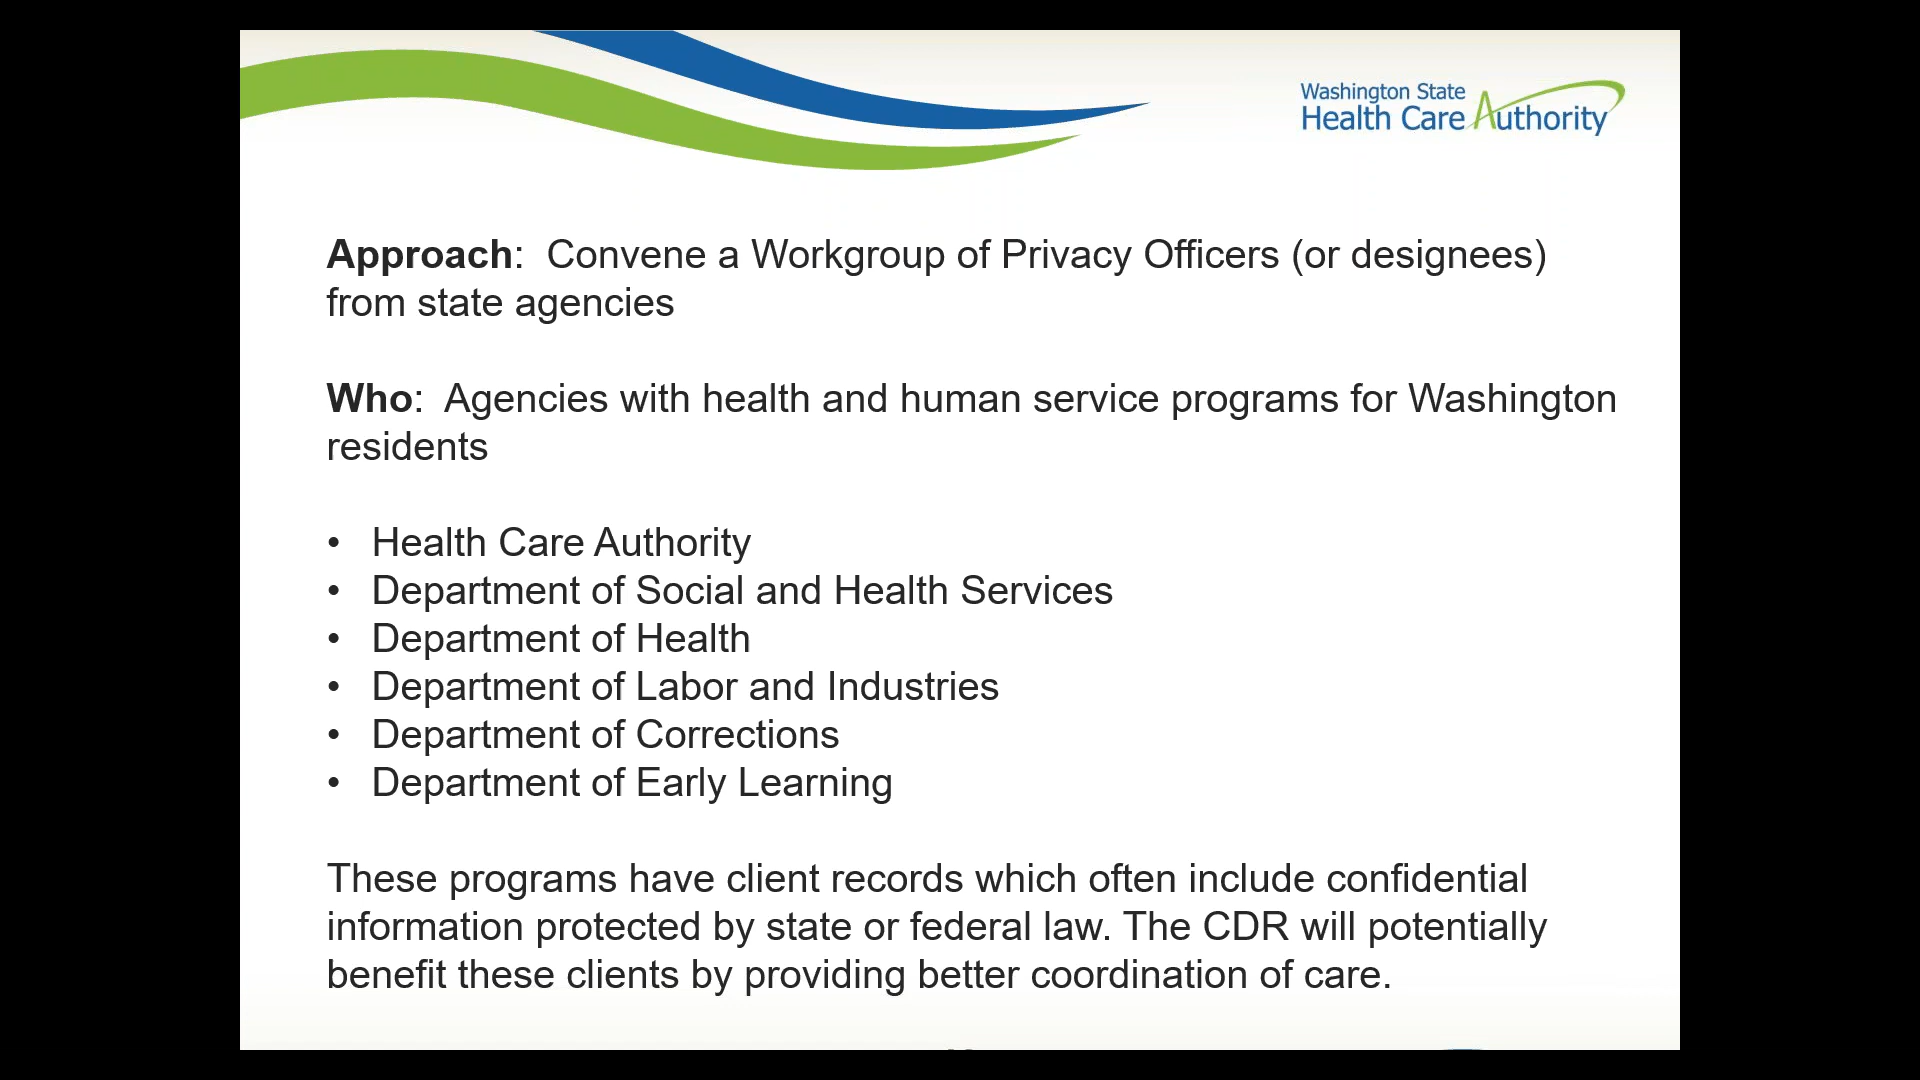 Washington State
Health Care Authority
Approach:  Convene a Workgroup of Privacy Officers (or designees)
from state agencies
Who:  Agencies with health and human service programs for Washington
residents
• Health Care Authority
• Department of Social and Health Services
• Department of Health
• Department of Labor and Industries
• Department of Corrections
• Department of Early Learning
These programs have client records which often include confidential
information protected by state or federal law. The CDR will potentially
benefit these clients by providing better coordination of care.